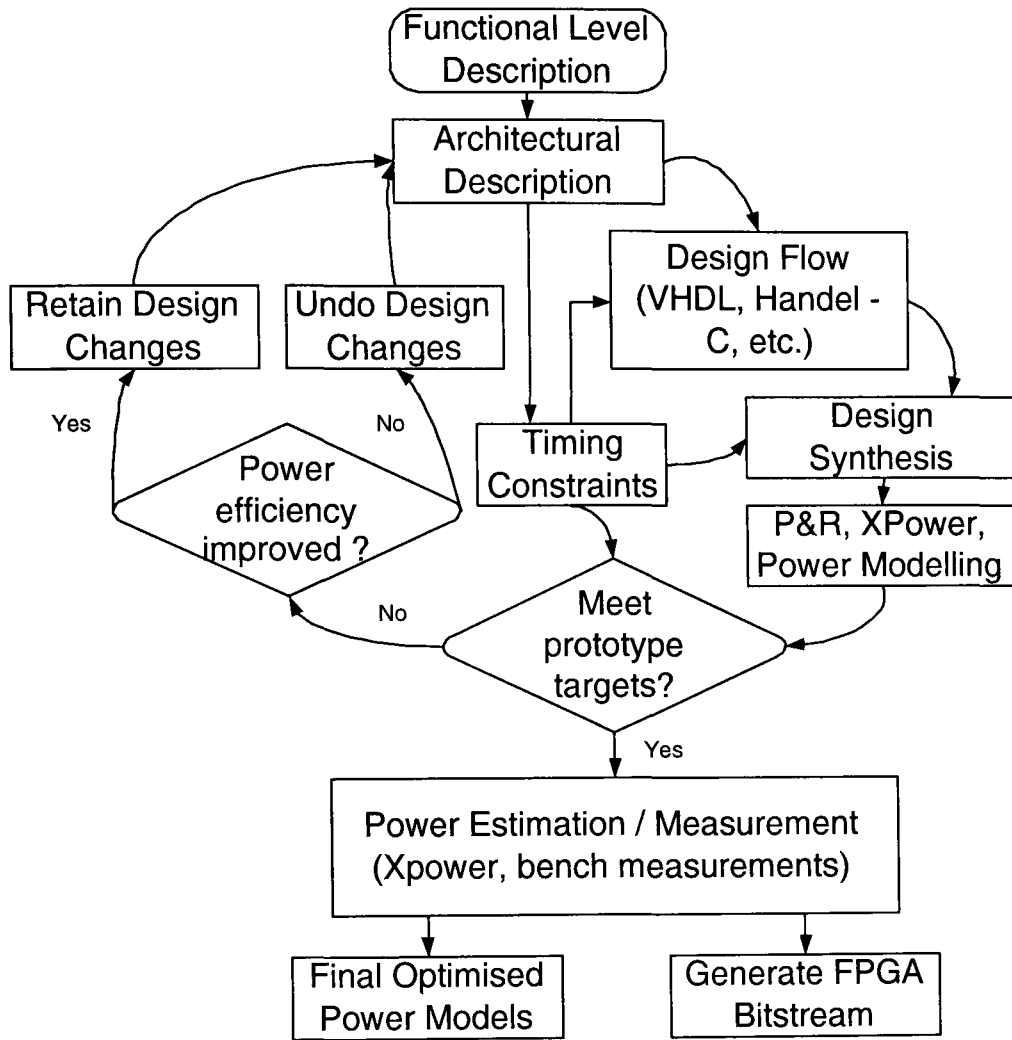 Functional Level
Description
Architectural
Description
Design Flow
(VHDL, Handel -
C, etc.)
Retain Design
Changes
Undo Design
Changes
Yes
No
Timing
Constraints
Design
Synthesis
Power
efficiency
improved ?
P&R, XPower,
Power Modelling
No
Meet
prototype
targets?
Yes
Power Estimation / Measurement
(Xpower, bench measurements)
Final Optimised
Power Models
Generate FPGA
Bitstream